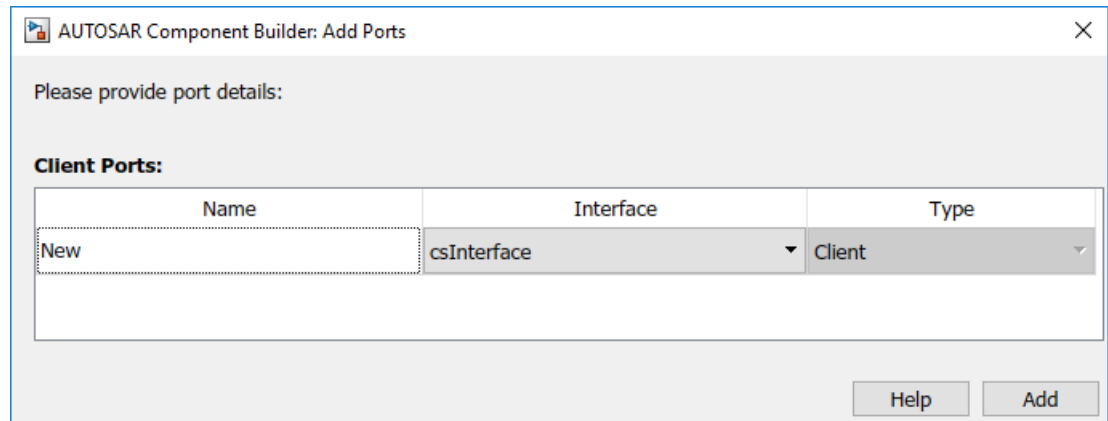 AUTOSAR Component Builder: Add Ports
Please provide port details:
Client Ports:
Name Interface Type
New csInterface Client
Help Add